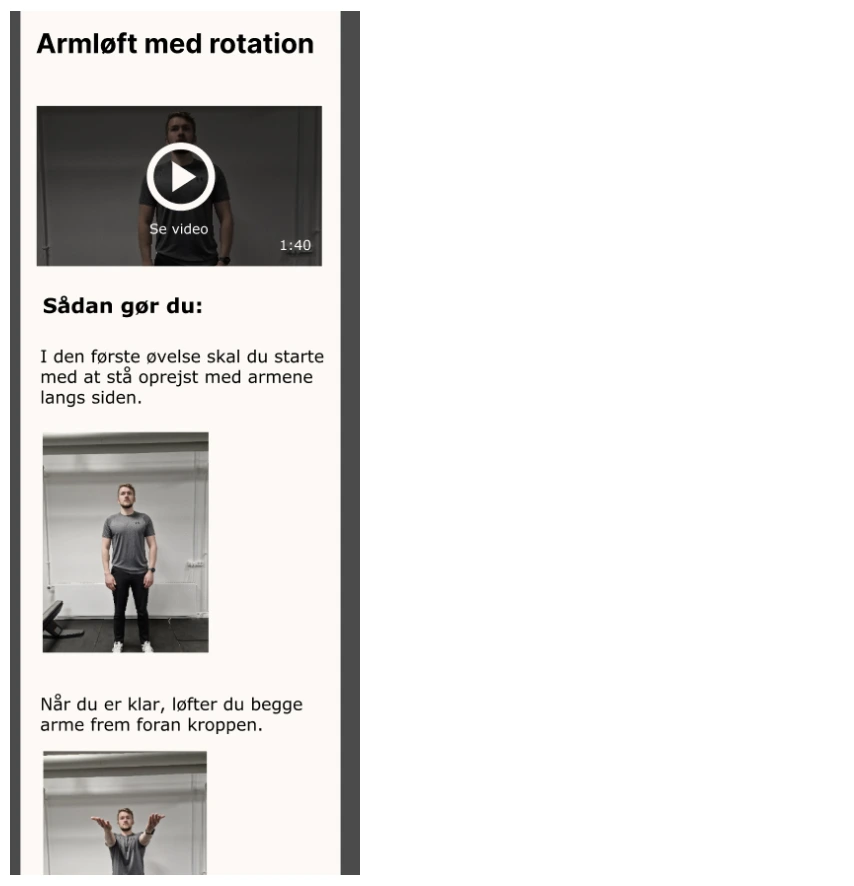 Armløft med rotation
Se video
1:40
Sådan gør du:
I den første øvelse skal du starte
med at stå oprejst med armene
langs siden.
Når du er klar, løfter du begge
arme frem foran kroppen.